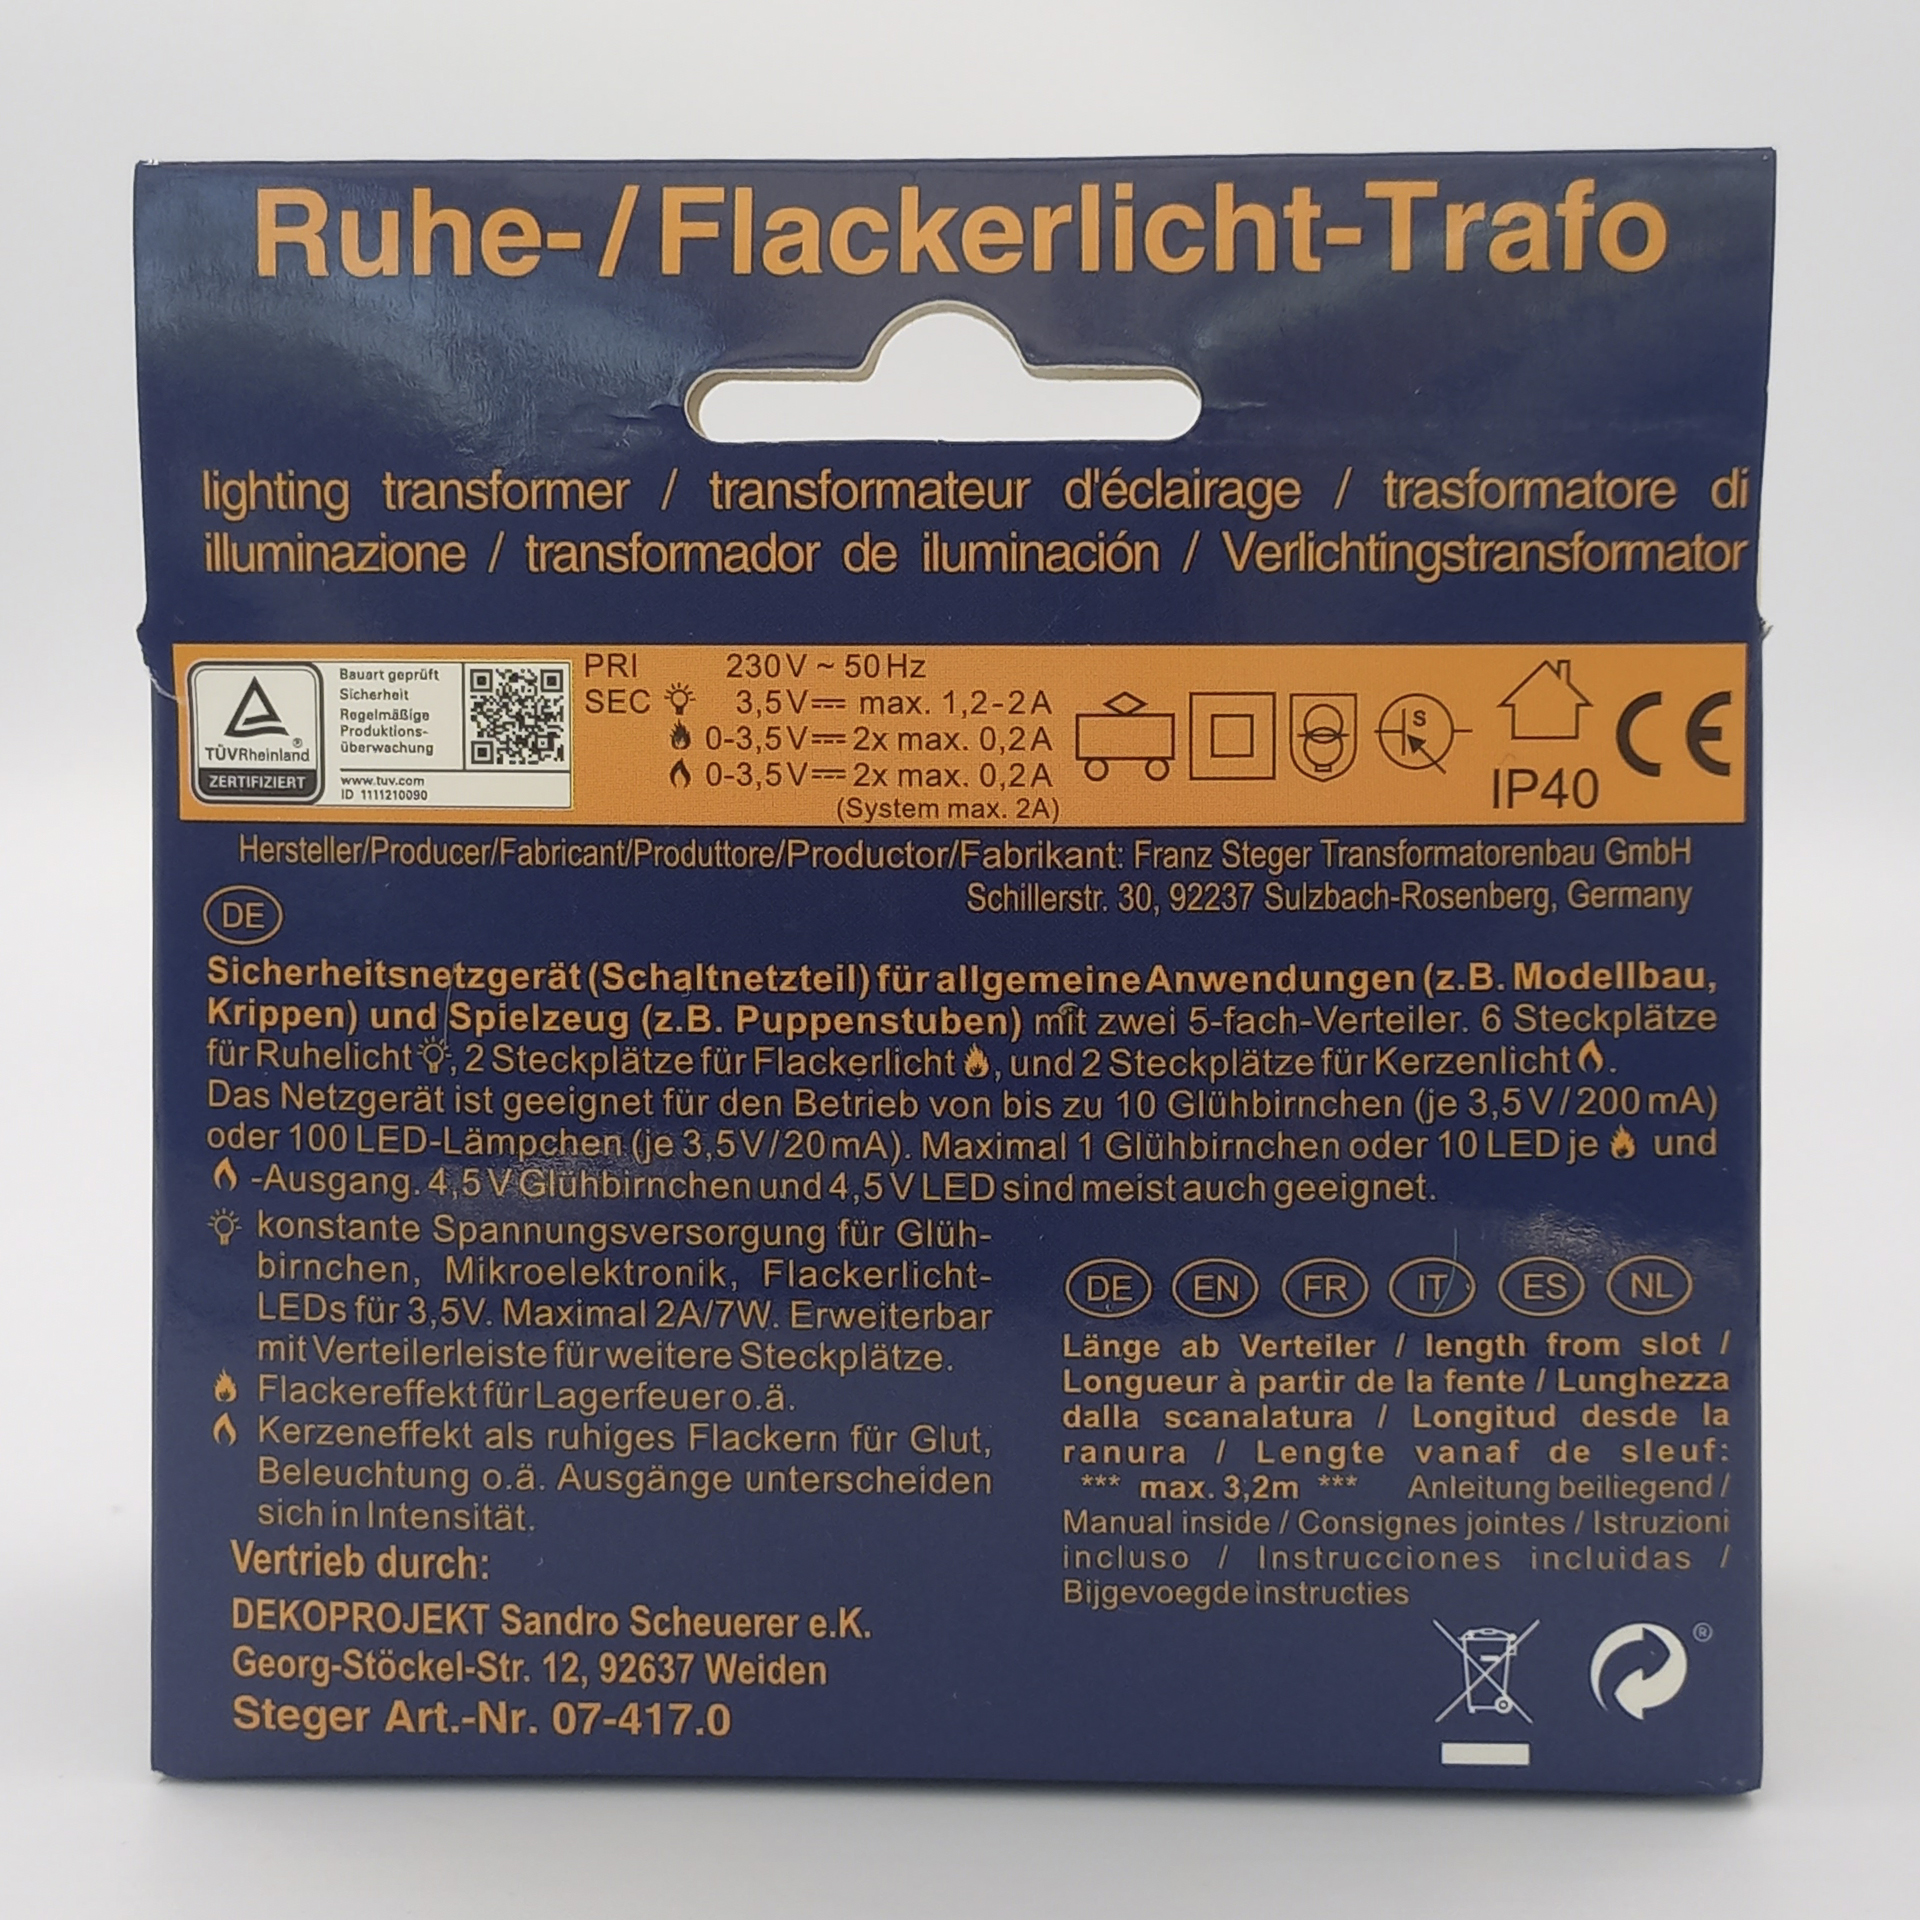 Ruhe-/Flackerlicht-Trafo
lighting transformer / transformateur d'éclairage / trasformatore di
illuminazione / transformador de iluminación / Verlichtingstransformator
TÜVRheinland®
ZERTIFIZIERT
Bauart geprüft
Sicherheit
Regelmäßige
Produktions-
überwachung
www.tuv.com
ID 1111210090
PRI 230V ~ 50Hz
SEC 3,5V max. 1,2-2A
0-3,5V 2x max. 0,2A
0-3,5V 2x max. 0,2A
(System max. 2A)
S
IP40
CE
Hersteller/Producer/Fabricant/Produttore/Productor/Fabrikant: Franz Steger Transformatorenbau GmbH
Schillerstr. 30, 92237 Sulzbach-Rosenberg, Germany
DE
Sicherheitsnetzgerät (Schaltnetzteil) für allgemeine Anwendungen (z.B. Modellbau,
Krippen) und Spielzeug (z.B. Puppenstuben) mit zwei 5-fach-Verteiler. 6 Steckplätze
für Ruhelicht, 2 Steckplätze für Flackerlicht, und 2 Steckplätze für Kerzenlicht.
Das Netzgerät ist geeignet für den Betrieb von bis zu 10 Glühbirnchen (je 3,5V/200mA)
oder 100 LED-Lämpchen (je 3,5V/20mA). Maximal 1 Glühbirnchen oder 10 LED je und
-Ausgang. 4,5V Glühbirnchen und 4,5V LED sind meist auch geeignet.
konstante Spannungsversorgung für Glüh-
birnchen, Mikroelektronik, Flackerlicht-
LEDs für 3,5V. Maximal 2A/7W. Erweiterbar
mit Verteilerleiste für weitere Steckplätze.
Flackereffekt für Lagerfeuer o.ä.
Kerzeneffekt als ruhiges Flackern für Glut,
Beleuchtung o.ä. Ausgänge unterscheiden
sich in Intensität.
Vertrieb durch:
DEKOPROJEKT Sandro Scheuerer e.K.
Georg-Stöckel-Str. 12, 92637 Weiden
Steger Art.-Nr. 07-417.0
DE EN FR IT ES NL
Länge ab Verteiler / length from slot /
Longueur à partir de la fente / Lunghezza
dalla scanalatura / Longitud desde la
ranura / Lengte vanaf de sleuf:
*** max. 3,2m *** Anleitung beiliegend /
Manual inside / Consignes jointes / Istruzioni
incluso / Instrucciones incluidas /
Bijgevoegde instructies
®